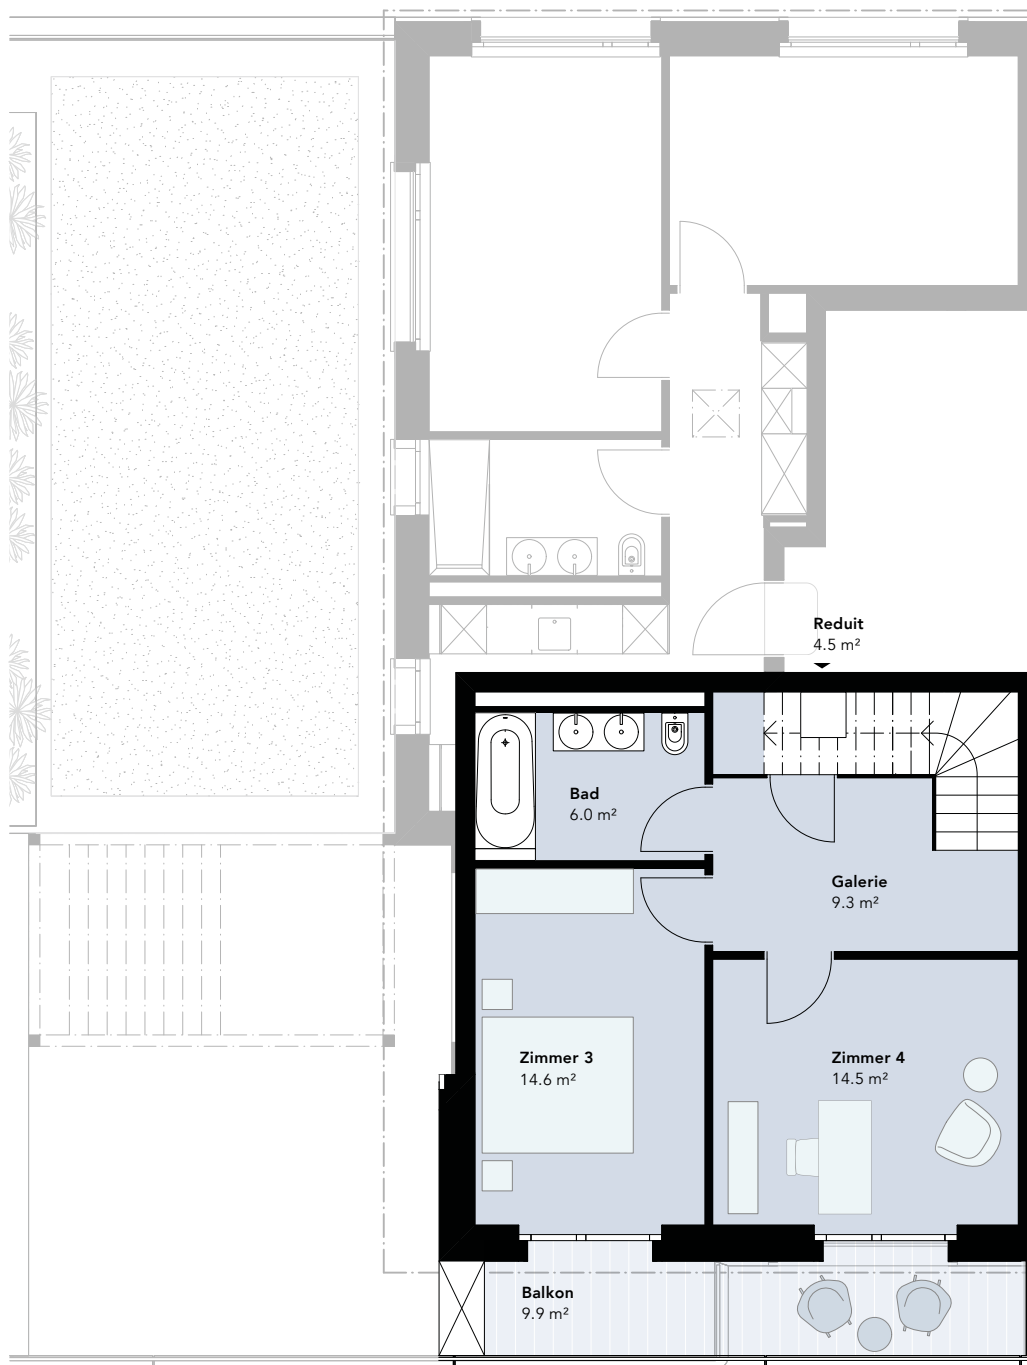 Reduit
4.5 m²
Bad
6.0 m²
Galerie
9.3 m²
Zimmer 3
14.6 m²
Zimmer 4
14.5 m²
Balkon
9.9 m²